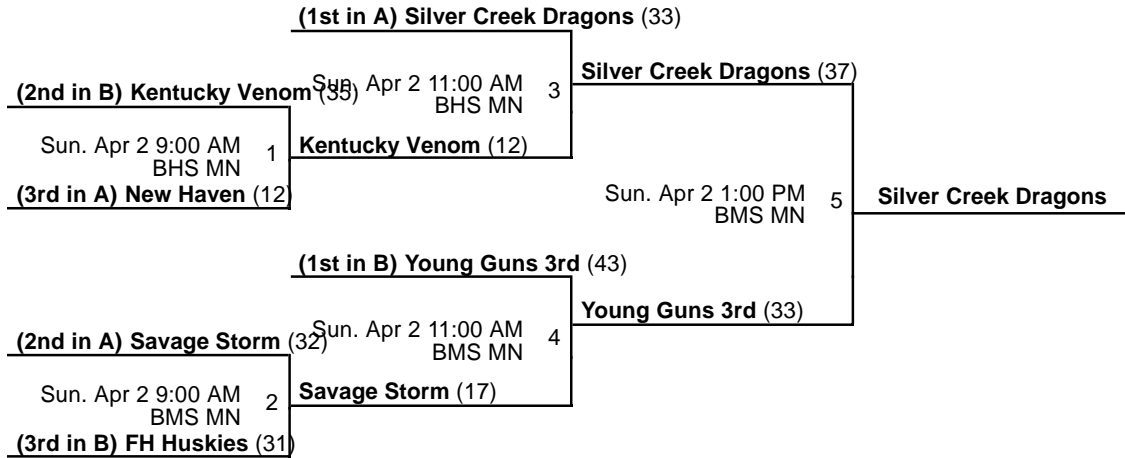 (1st in A) Silver Creek Dragons (33)
Sun. Apr 2 11:00 AM
BHS MN
3
Silver Creek Dragons (37)
(2nd in B) Kentucky Venom (35)
Sun. Apr 2 9:00 AM
BHS MN
1
Kentucky Venom (12)
(3rd in A) New Haven (12)
Sun. Apr 2 1:00 PM
BMS MN
5
Silver Creek Dragons
(1st in B) Young Guns 3rd (43)
Sun. Apr 2 11:00 AM
BMS MN
4
Young Guns 3rd (33)
(2nd in A) Savage Storm (32)
Sun. Apr 2 9:00 AM
BMS MN
2
Savage Storm (17)
(3rd in B) FH Huskies (31)